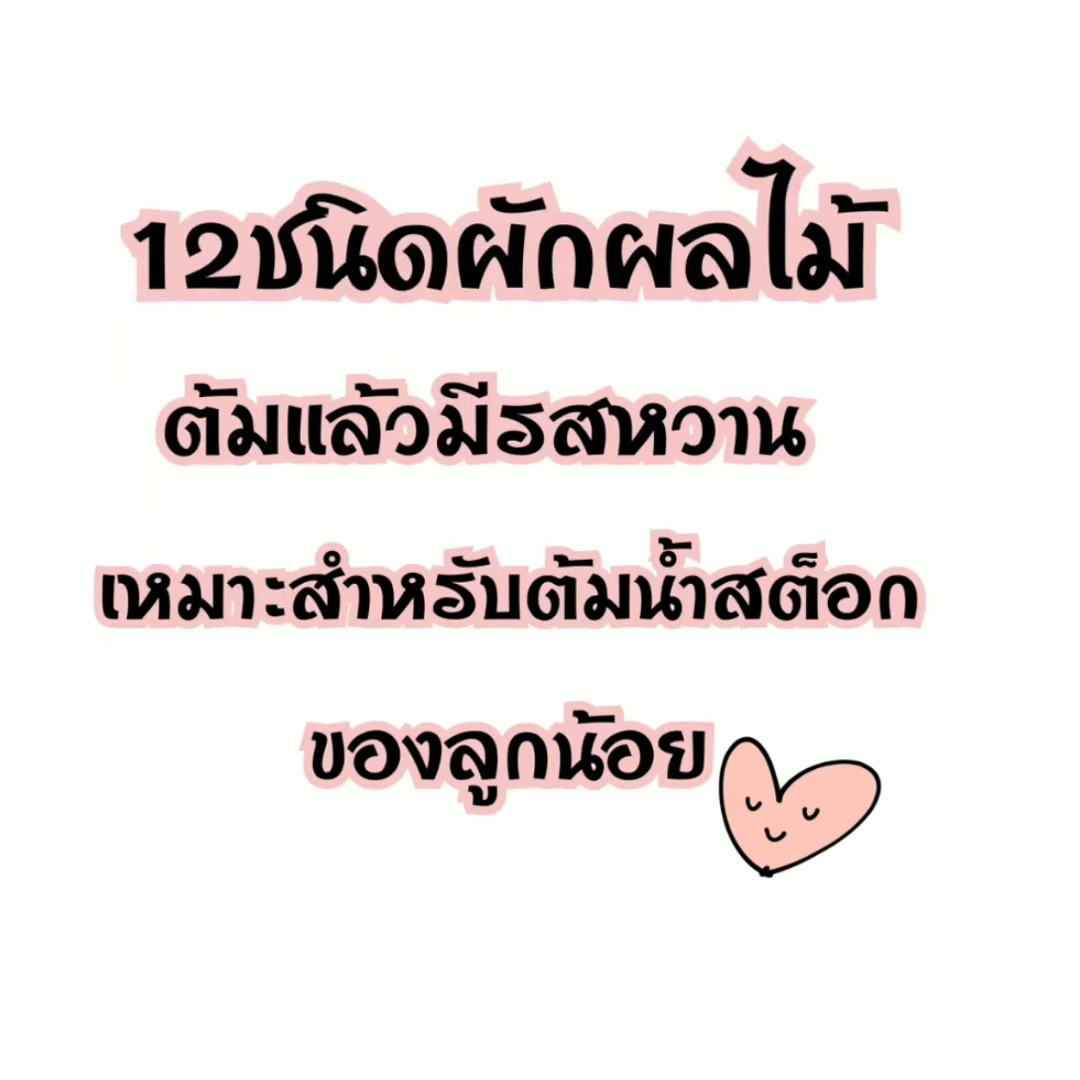 12ชนิดผักผลไม้
ต้มแล้วมีรสหวาน
เหมาะสำหรับต้มน้ำสต็อก
ของลูกน้อย